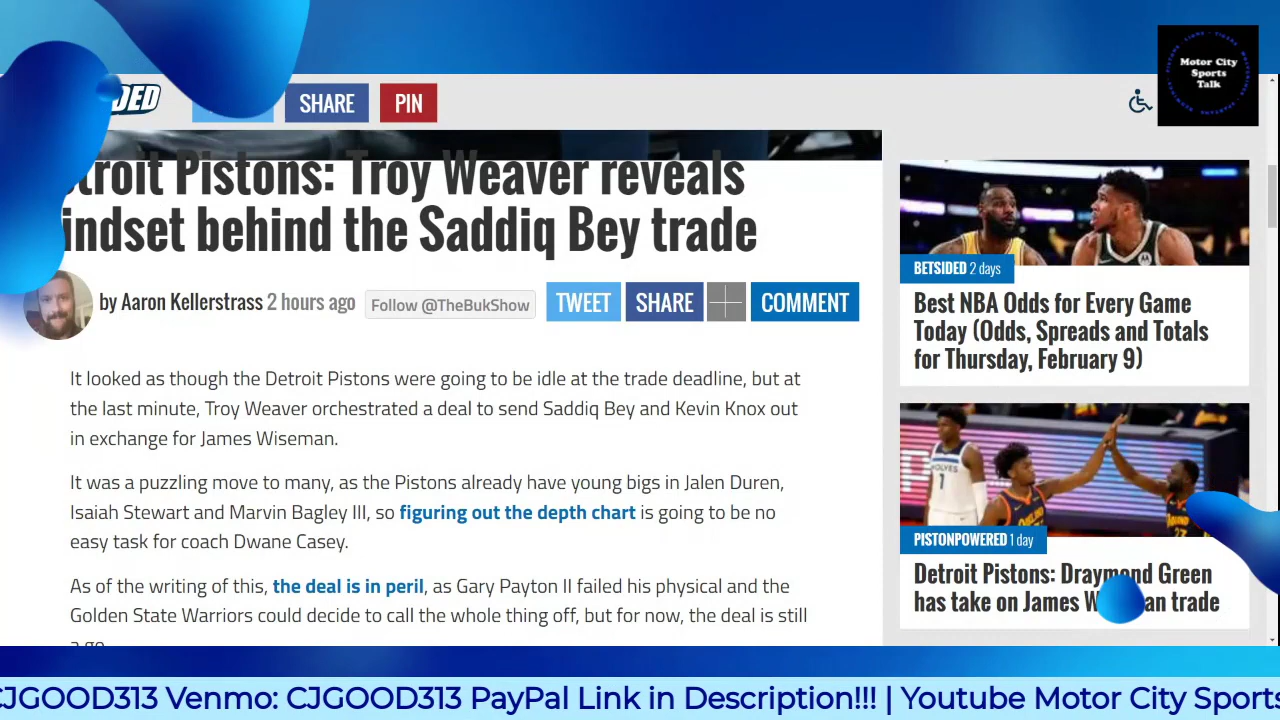 Motor City
Sports
Talk
DED
SHARE
PIN
troit Pistons: Troy Weaver reveals
indset behind the Saddiq Bey trade
by Aaron Kellerstrass 2 hours ago
Follow @TheBukShow
TWEET
SHARE
COMMENT
It looked as though the Detroit Pistons were going to be idle at the trade deadline, but at
the last minute, Troy Weaver orchestrated a deal to send Saddiq Bey and Kevin Knox out
in exchange for James Wiseman.
It was a puzzling move to many, as the Pistons already have young bigs in Jalen Duren,
Isaiah Stewart and Marvin Bagley III, so figuring out the depth chart is going to be no
easy task for coach Dwane Casey.
As of the writing of this, the deal is in peril, as Gary Payton II failed his physical and the
Golden State Warriors could decide to call the whole thing off, but for now, the deal is still
a go.
BETSIDED 2 days
Best NBA Odds for Every Game
Today (Odds, Spreads and Totals
for Thursday, February 9)
WOLVES
1
PISTONPOWERED 1 day
Detroit Pistons: Draymond Green
has take on James W an trade
CJGOOD313 Venmo: CJGOOD313 PayPal Link in Description!!! | Youtube Motor City Sports